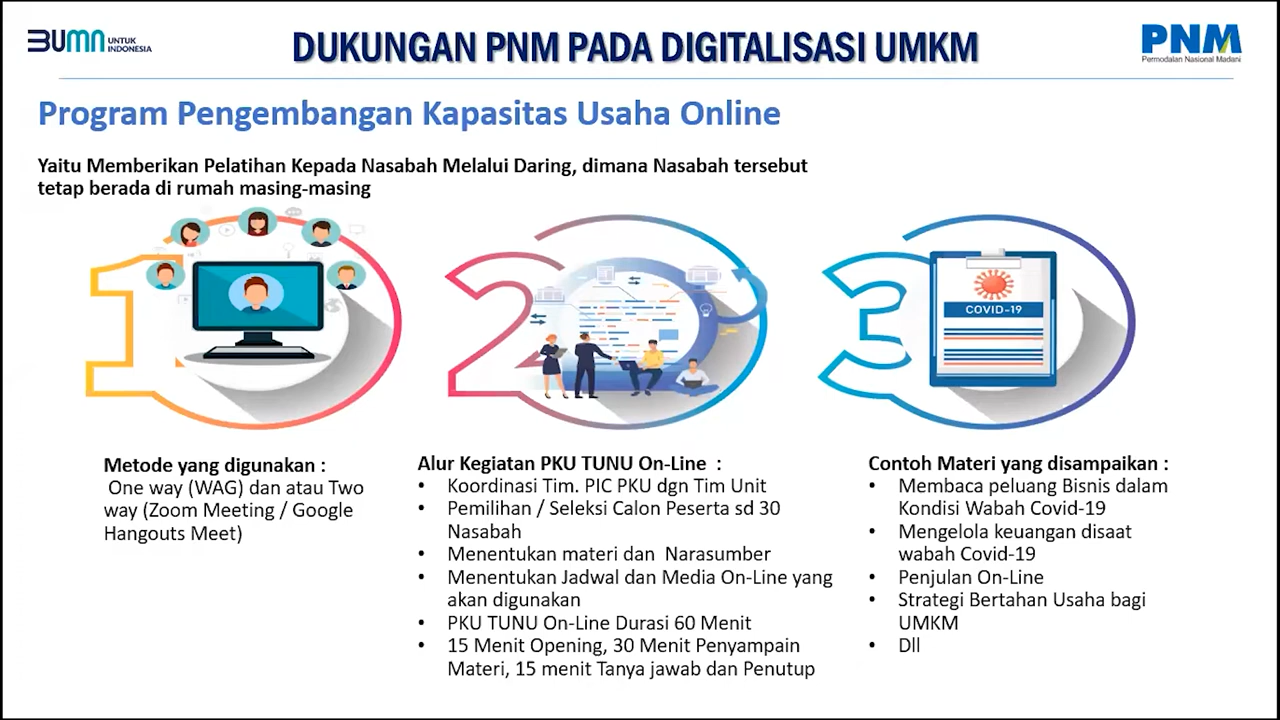 BUMN UNTUK INDONESIA
DUKUNGAN PNM PADA DIGITALISASI UMKM
PNM
Permodalan Nasional Madani
Program Pengembangan Kapasitas Usaha Online
Yaitu Memberikan Pelatihan Kepada Nasabah Melalui Daring, dimana Nasabah tersebut
tetap berada di rumah masing-masing
1
2
3
COVID-19
Metode yang digunakan :
One way (WAG) dan atau Two
way (Zoom Meeting / Google
Hangouts Meet)
Alur Kegiatan PKU TUNU On-Line :
• Koordinasi Tim. PIC PKU dgn Tim Unit
• Pemilihan / Seleksi Calon Peserta sd 30
Nasabah
• Menentukan materi dan Narasumber
• Menentukan Jadwal dan Media On-Line yang
akan digunakan
• PKU TUNU On-Line Durasi 60 Menit
• 15 Menit Opening, 30 Menit Penyampain
Materi, 15 menit Tanya jawab dan Penutup
Contoh Materi yang disampaikan :
• Membaca peluang Bisnis dalam
Kondisi Wabah Covid-19
• Mengelola keuangan disaat
wabah Covid-19
• Penjulan On-Line
• Strategi Bertahan Usaha bagi
UMKM
• Dll